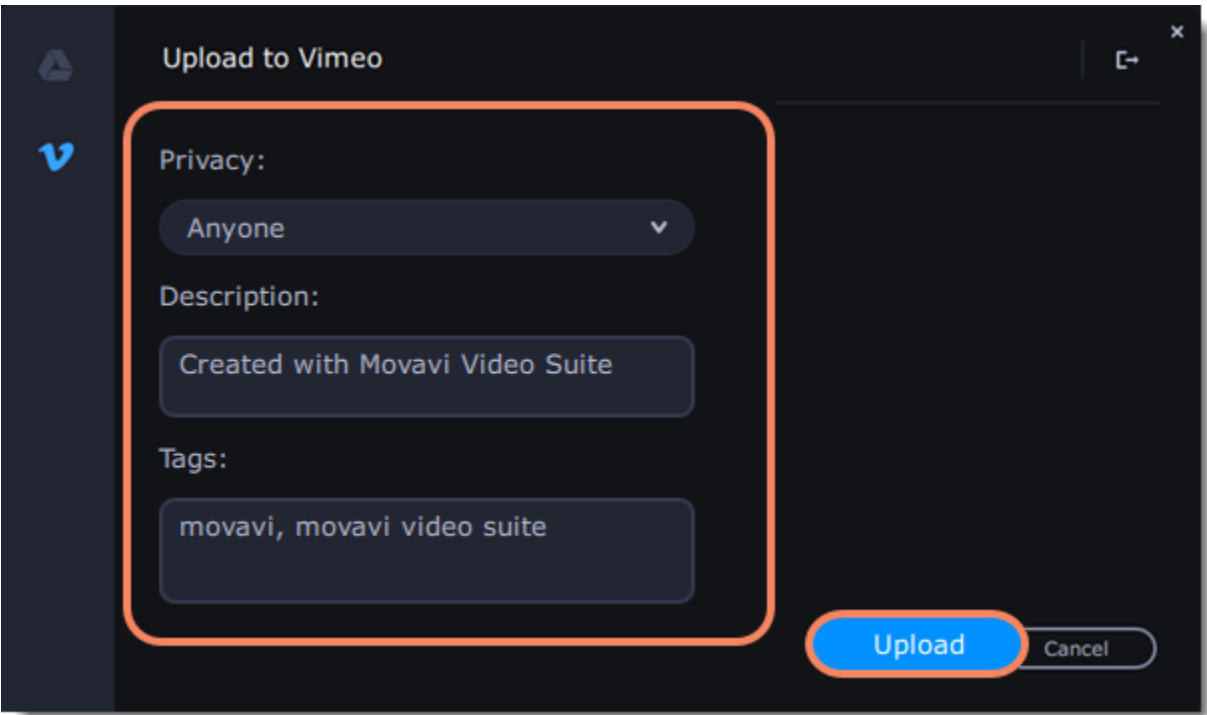 Upload to Vimeo
Privacy:
Anyone
Description:
Created with Movavi Video Suite
Tags:
movavi, movavi video suite
Upload
Cancel